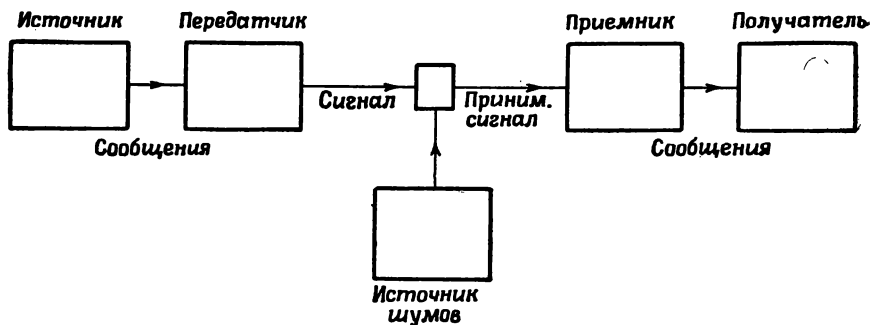 Источник
Передатчик
Приемник
Получатель
Сигнал
Приним.
сигнал
Сообщения
Сообщения
Источник
шумов